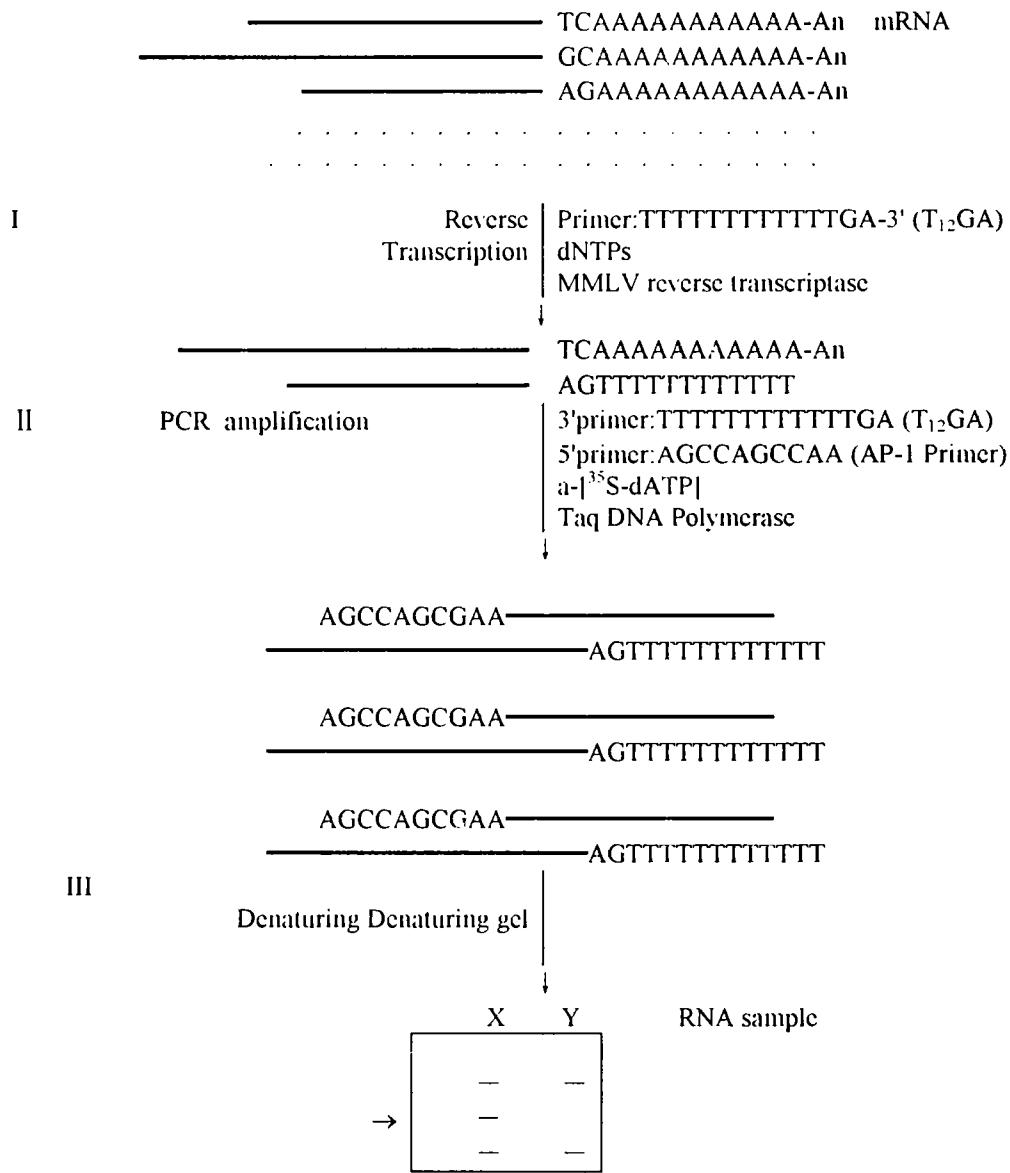 TCAAAAAAAAAAA-An mRNA
GCAAAAAAAAAAA-An
AGAAAAAAAAAAA-An
I
Reverse Transcription
Primer:TTTTTTTTTTTTGA-3' (T₁₂GA)
dNTPs
MMLV reverse transcriptase
TCAAAAAAAAAAA-An
AGTTTTTTTTTTTT
II PCR amplification
3'primer:TTTTTTTTTTTTGA (T₁₂GA)
5'primer:AGCCAGCCAA (AP-1 Primer)
a-|³⁵S-dATP|
Taq DNA Polymerase
AGCCAGCGAA
AGTTTTTTTTTTTT
AGCCAGCGAA
AGTTTTTTTTTTTT
AGCCAGCGAA
AGTTTTTTTTTTTT
III
Denaturing Denaturing gel
X Y RNA sample